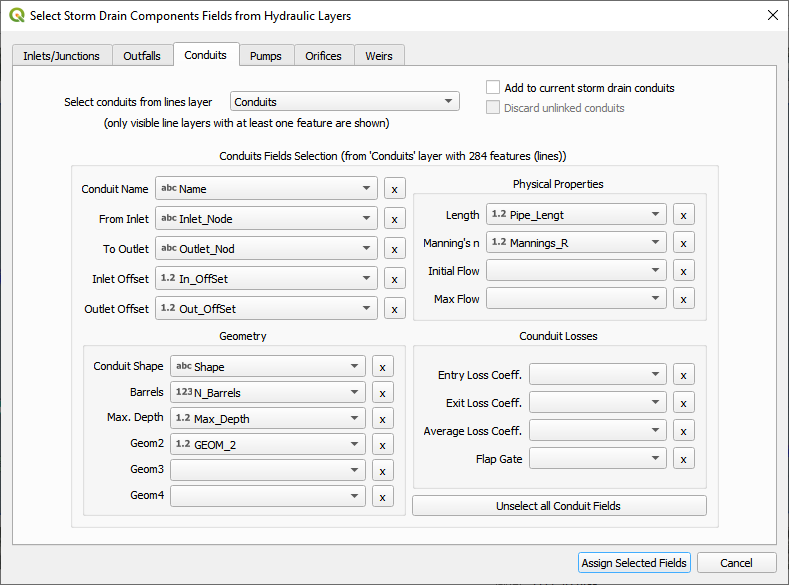 Select Storm Drain Components Fields from Hydraulic Layers
Inlets/Junctions
Outfalls
Conduits
Pumps
Orifices
Weirs
Select conduits from lines layer
Conduits
(only visible line layers with at least one feature are shown)
Add to current storm drain conduits
Discard unlinked conduits
Conduits Fields Selection (from 'Conduits' layer with 284 features (lines))
Conduit Name abc Name x
From Inlet abc Inlet_Node x
To Outlet abc Outlet_Nod x
Inlet Offset 1.2 In_OffSet x
Outlet Offset 1.2 Out_OffSet x
Physical Properties
Length 1.2 Pipe_Lengt x
Manning's n 1.2 Mannings_R x
Initial Flow x
Max Flow x
Geometry
Conduit Shape abc Shape x
Barrels 123 N_Barrels x
Max. Depth 1.2 Max_Depth x
Geom2 1.2 GEOM_2 x
Geom3 x
Geom4 x
Counduit Losses
Entry Loss Coeff. x
Exit Loss Coeff. x
Average Loss Coeff. x
Flap Gate x
Unselect all Conduit Fields
Assign Selected Fields
Cancel